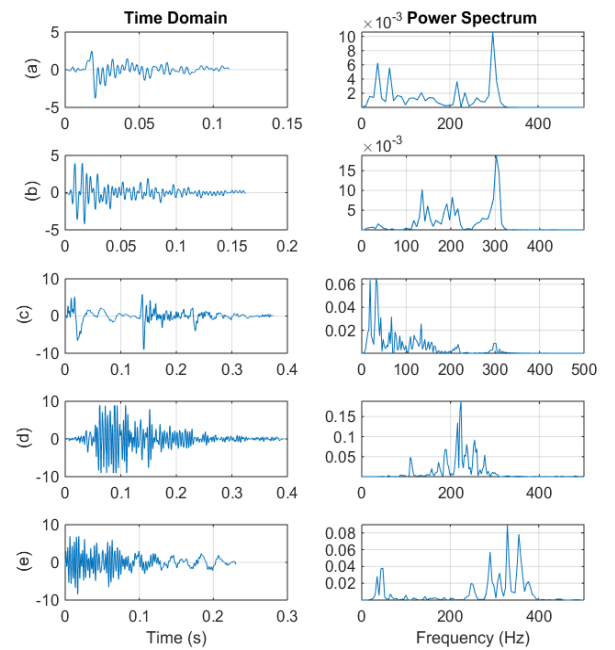 Time Domain Power Spectrum
(a) 5 0 -5 0 0.05 0.1 0.15
× 10⁻³ 10 8 6 4 2 0 200 400
(b) 5 0 -5 0 0.05 0.1 0.15 0.2
× 10⁻³ 15 10 5 0 100 200 300 400 500
(c) 10 0 -10 0 0.1 0.2 0.3 0.4
0.06 0.04 0.02 0 100 200 300 400 500
(d) 10 0 -10 0 0.1 0.2 0.3 0.4
0.15 0.1 0.05 0 200 400
(e) 10 0 -10 0 0.1 0.2 0.3
0.08 0.06 0.04 0.02 0 200 400
Time (s) Frequency (Hz)